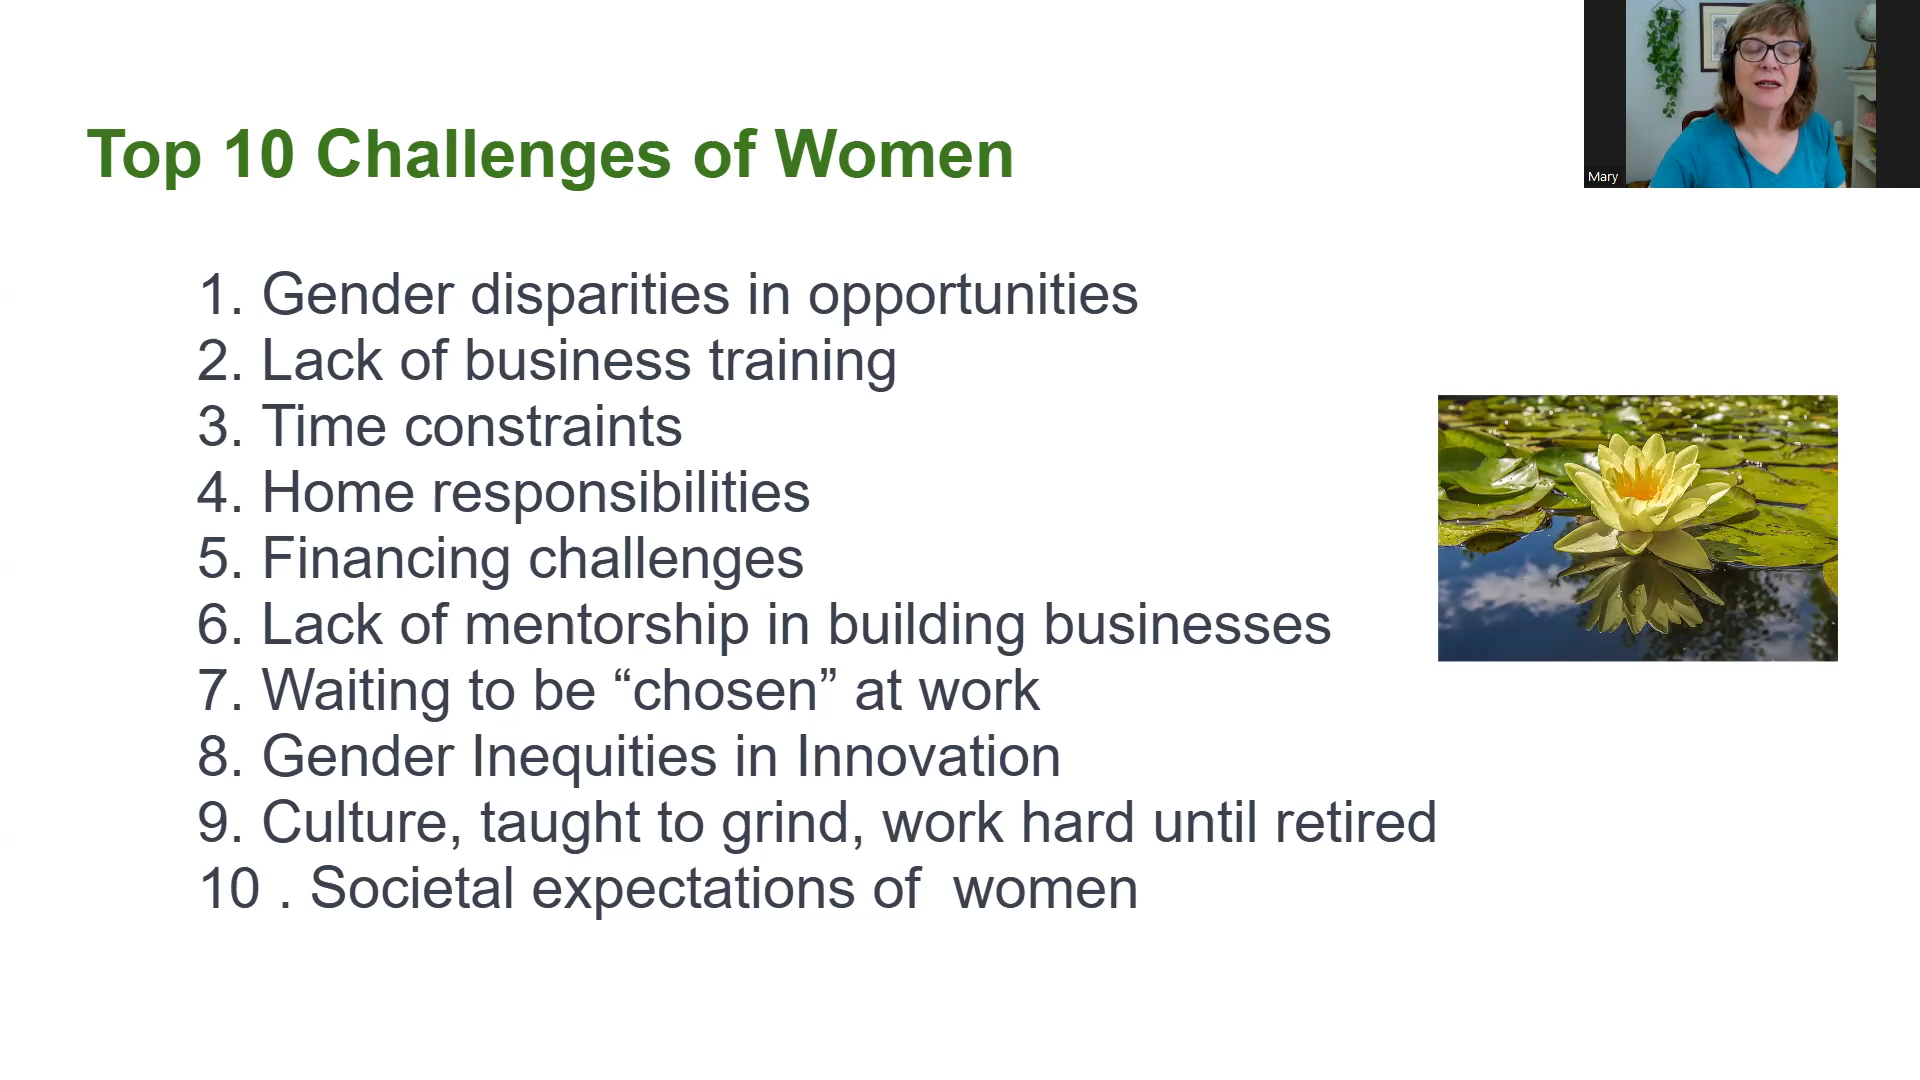 Top 10 Challenges of Women
Mary
1. Gender disparities in opportunities
2. Lack of business training
3. Time constraints
4. Home responsibilities
5. Financing challenges
6. Lack of mentorship in building businesses
7. Waiting to be “chosen” at work
8. Gender Inequities in Innovation
9. Culture, taught to grind, work hard until retired
10 . Societal expectations of  women